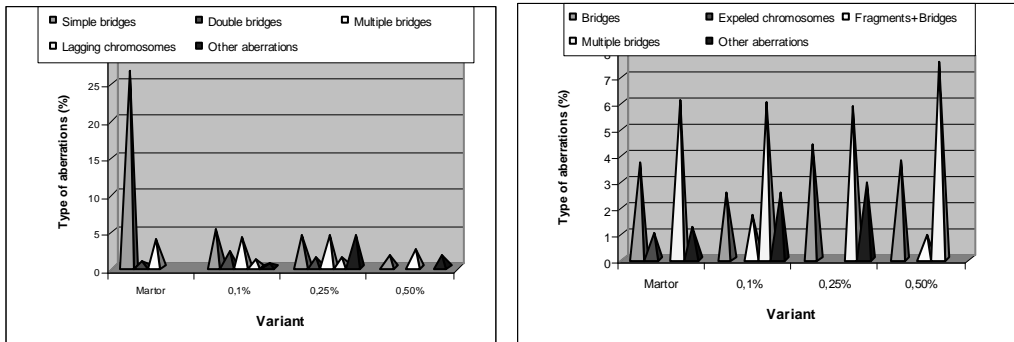 Simple bridges Double bridges Multiple bridges
Lagging chromosomes Other aberrations
Type of aberrations (%)
25
20
15
10
5
0
Martor 0,1% 0,25% 0,50%
Variant
Bridges Expeled chromosomes Fragments+Bridges
Multiple bridges Other aberrations
Type of aberrations (%)
8
7
6
5
4
3
2
1
0
Martor 0,1% 0,25% 0,50%
Variant